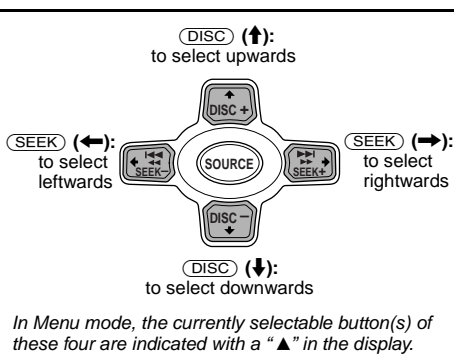 DISC (↑):
to select upwards
DISC +
SEEK (←):
to select
leftwards
SEEK−
SOURCE
SEEK+
SEEK (→):
to select
rightwards
DISC −
DISC (↓):
to select downwards
In Menu mode, the currently selectable button(s) of
these four are indicated with a “▲” in the display.